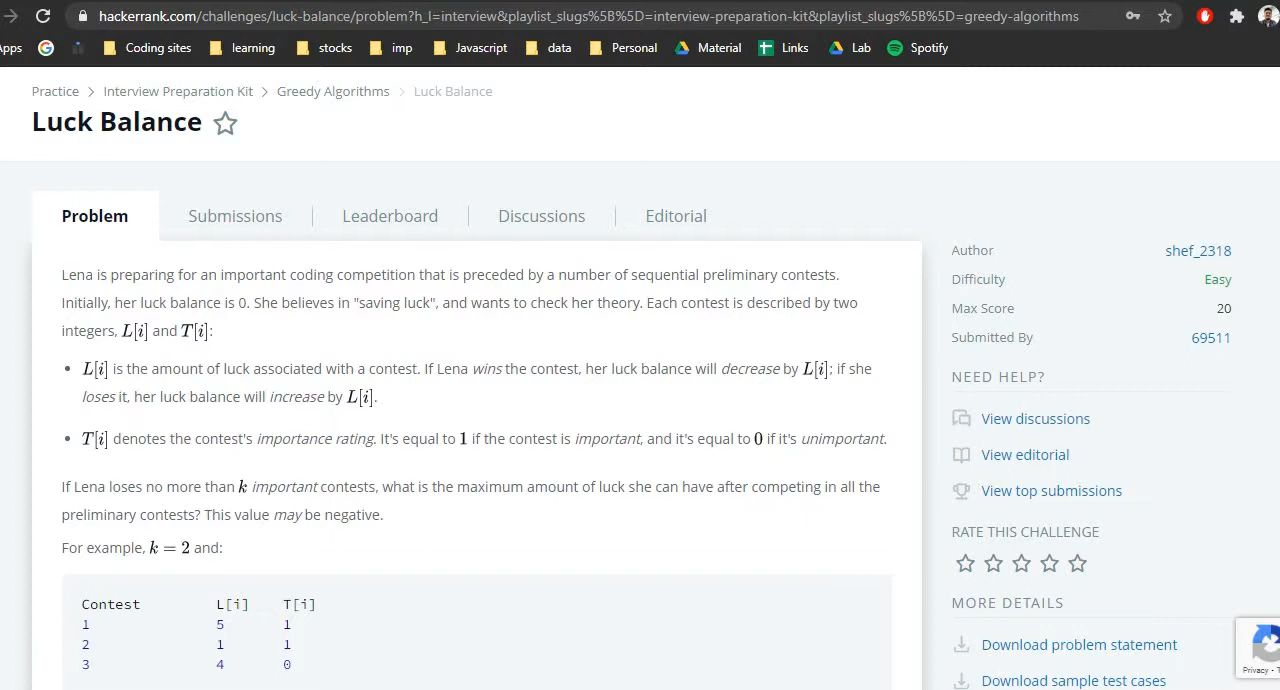 hackerrank.com/challenges/luck-balance/problem?h_l=interview&playlist_slugs%5B%5D=interview-preparation-kit&playlist_slugs%5B%5D=greedy-algorithms
pps Coding sites learning stocks imp Javascript data Personal Material Links Lab Spotify
Practice > Interview Preparation Kit > Greedy Algorithms > Luck Balance
Luck Balance
Problem Submissions Leaderboard Discussions Editorial
Lena is preparing for an important coding competition that is preceded by a number of sequential preliminary contests.
Initially, her luck balance is 0. She believes in "saving luck", and wants to check her theory. Each contest is described by two
integers, L[i] and T[i]:
• L[i] is the amount of luck associated with a contest. If Lena wins the contest, her luck balance will decrease by L[i]; if she
loses it, her luck balance will increase by L[i].
• T[i] denotes the contest's importance rating. It's equal to 1 if the contest is important, and it's equal to 0 if it's unimportant.
If Lena loses no more than k important contests, what is the maximum amount of luck she can have after competing in all the
preliminary contests? This value may be negative.
For example, k = 2 and:
Contest L[i] T[i]
1 5 1
2 1 1
3 4 0
Author shef_2318
Difficulty Easy
Max Score 20
Submitted By 69511
NEED HELP?
View discussions
View editorial
View top submissions
RATE THIS CHALLENGE
MORE DETAILS
Download problem statement
Download sample test cases
Privacy - T